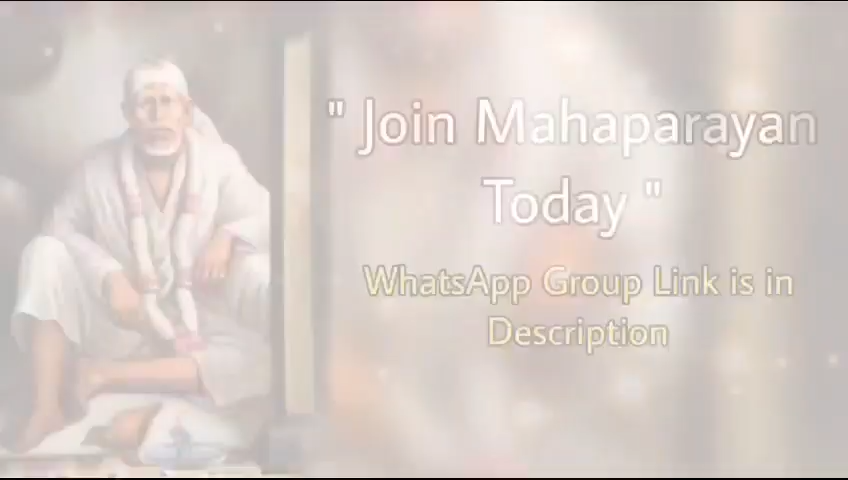 " Join Mahaparayan
Today "
WhatsApp Group Link is in
Description